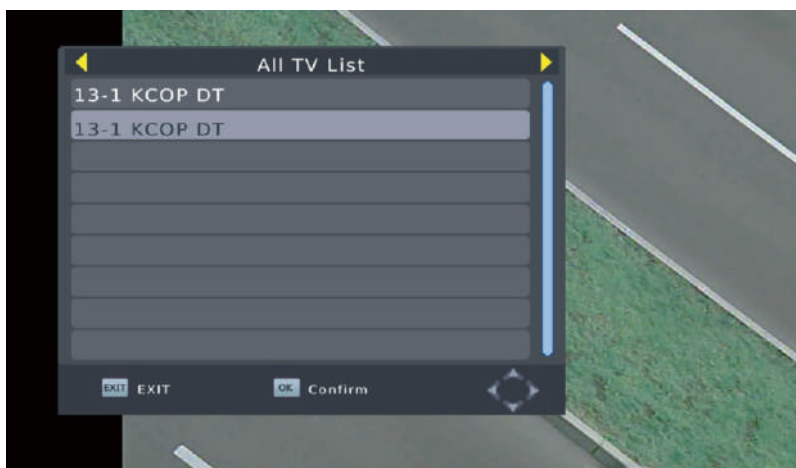 All TV List
13-1 KCOP DT
13-1 KCOP DT
EXIT EXIT OK Confirm